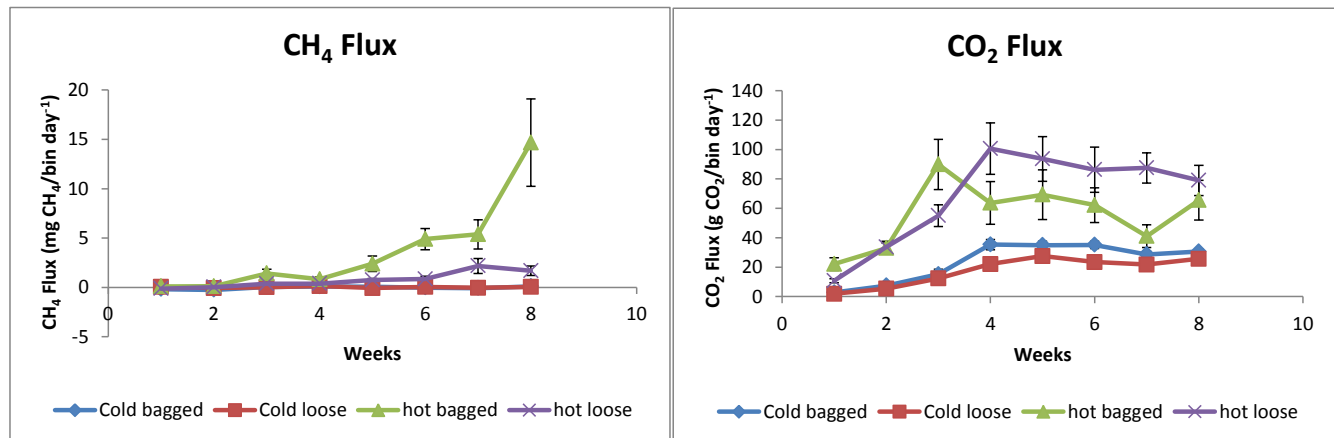 CH₄ Flux
CH₄ Flux (mg CH₄/bin day⁻¹)
20
15
10
5
0
-5
0 2 4 6 8 10
Weeks
Cold bagged Cold loose hot bagged hot loose
CO₂ Flux
CO₂ Flux (g CO₂/bin day⁻¹)
140
120
100
80
60
40
20
0
0 2 4 6 8 10
Weeks
Cold bagged Cold loose hot bagged hot loose